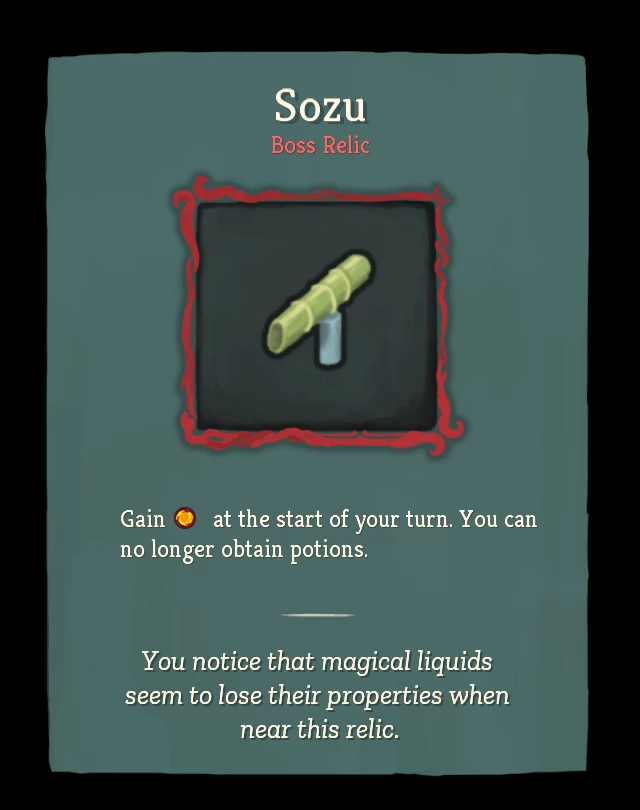 Sozu
Boss Relic
Gain at the start of your turn. You can
no longer obtain potions.
You notice that magical liquids
seem to lose their properties when
near this relic.